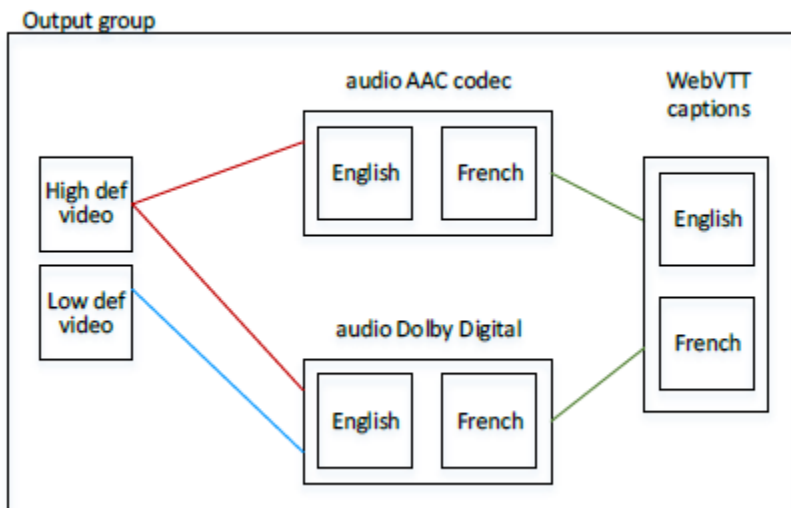 Output group
audio AAC codec
WebVTT
captions
High def
video
English
French
English
Low def
video
audio Dolby Digital
French
English
French